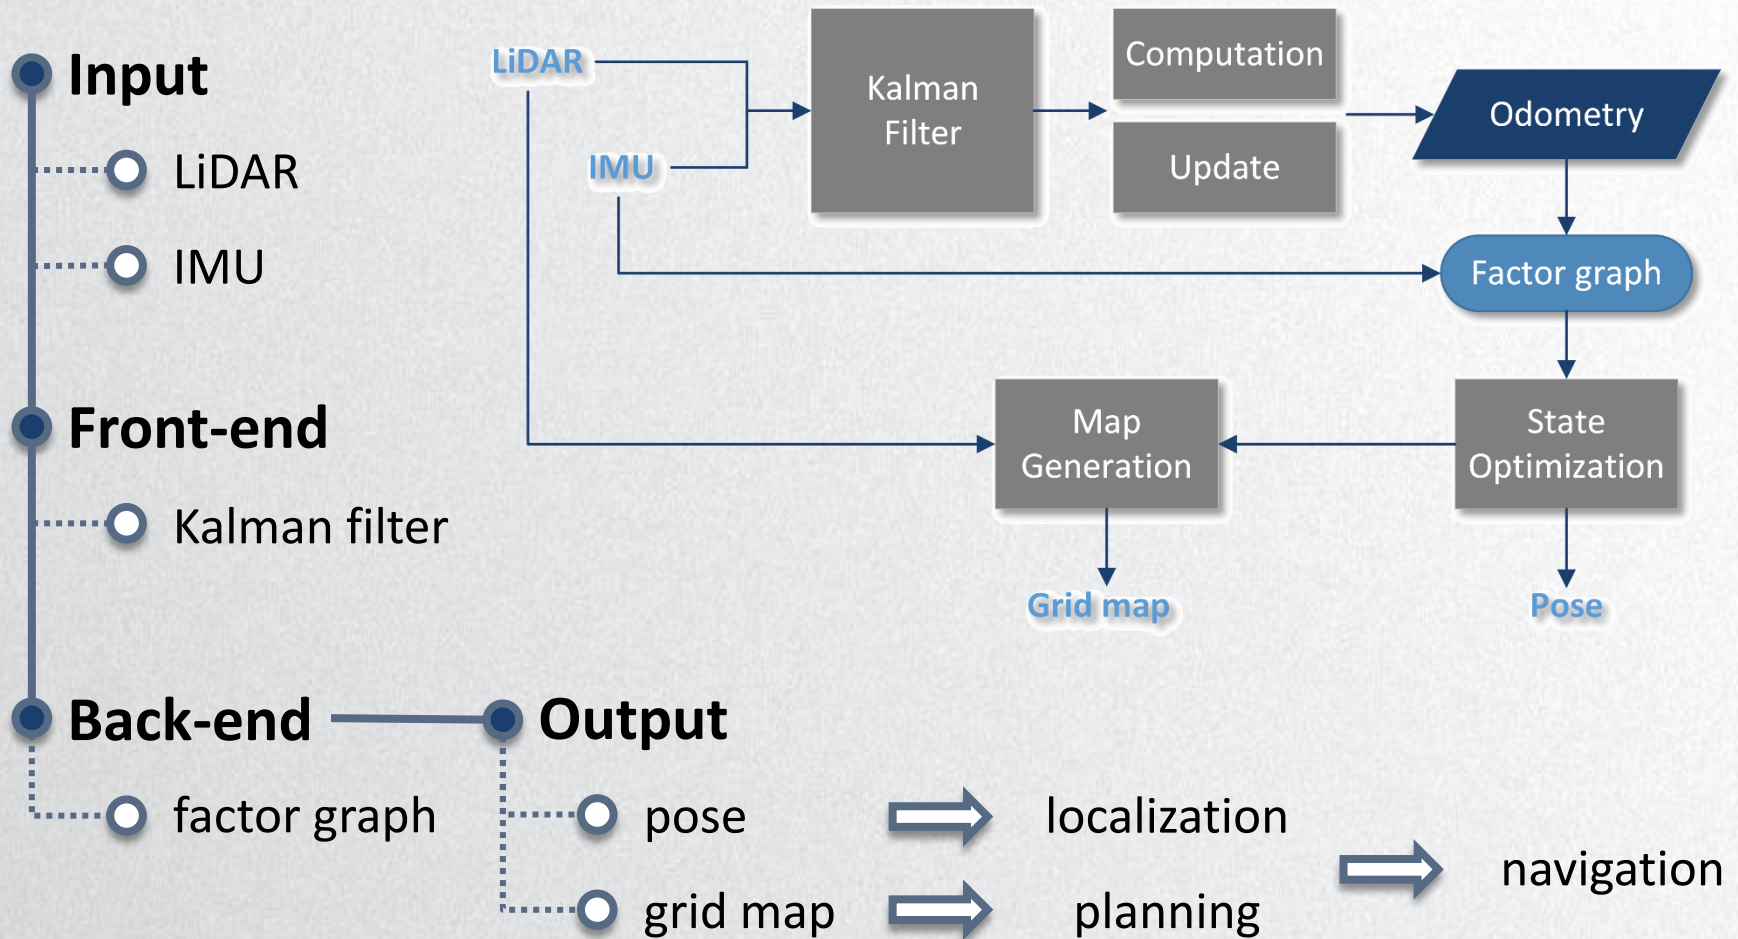 Input
LiDAR
IMU
Front-end
Kalman filter
Back-end
factor graph
Output
pose
localization
grid map
planning
navigation
LiDAR
IMU
Kalman
Filter
Computation
Update
Odometry
Factor graph
Map
Generation
State
Optimization
Grid map
Pose